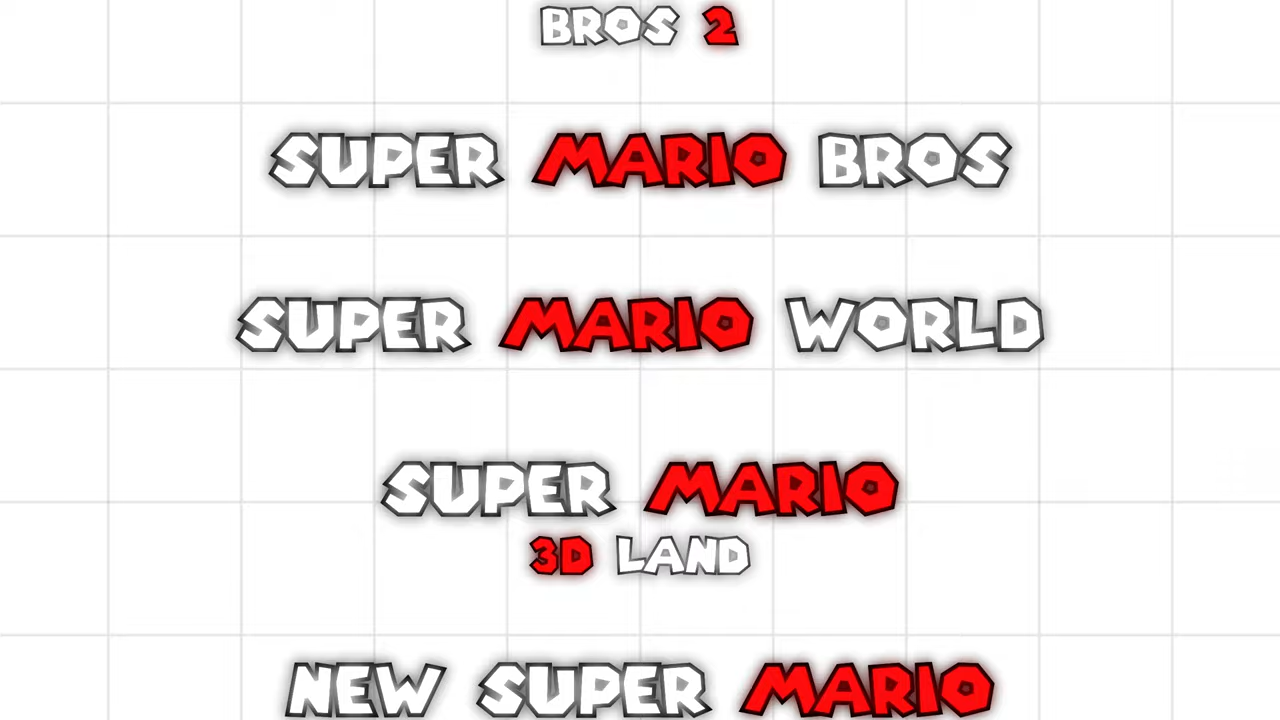 BROS 2
SUPER MARIO BROS
SUPER MARIO WORLD
SUPER MARIO
3D LAND
NEW SUPER MARIO